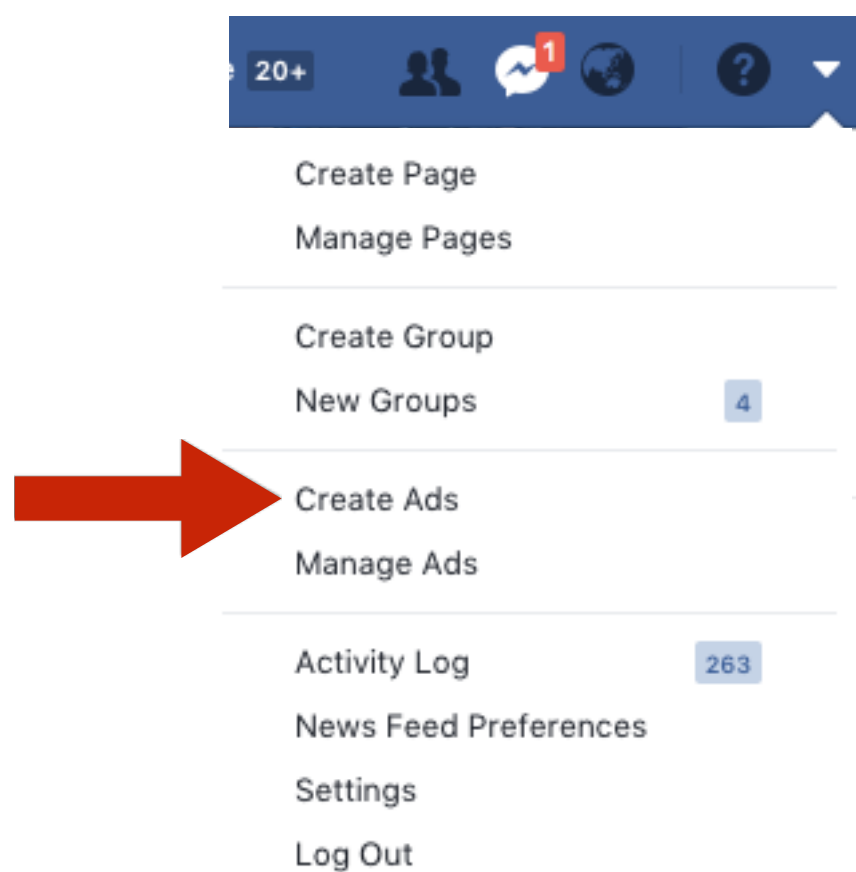 20+
1
?
Create Page
Manage Pages
Create Group
New Groups 4
Create Ads
Manage Ads
Activity Log 263
News Feed Preferences
Settings
Log Out